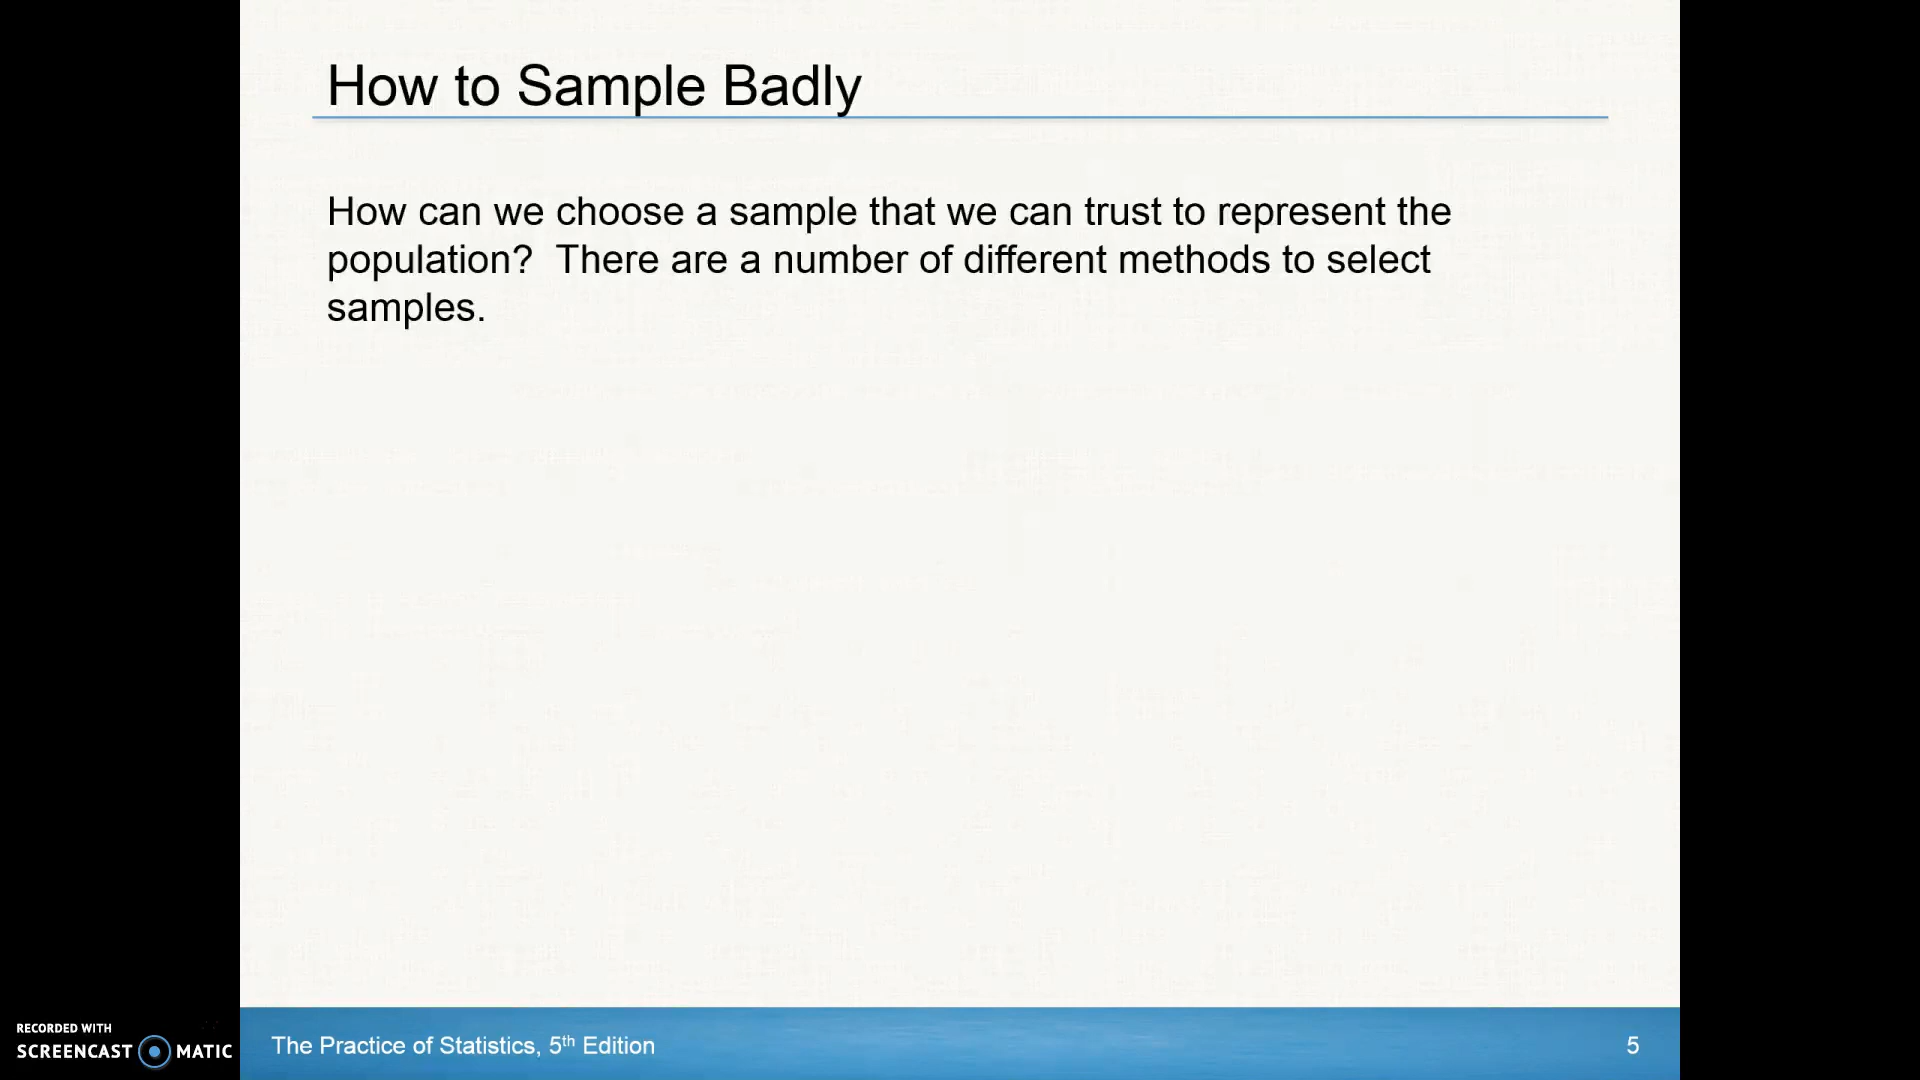 How to Sample Badly
How can we choose a sample that we can trust to represent the
population?  There are a number of different methods to select
samples.
RECORDED WITH
SCREENCAST MATIC
The Practice of Statistics, 5th Edition
5